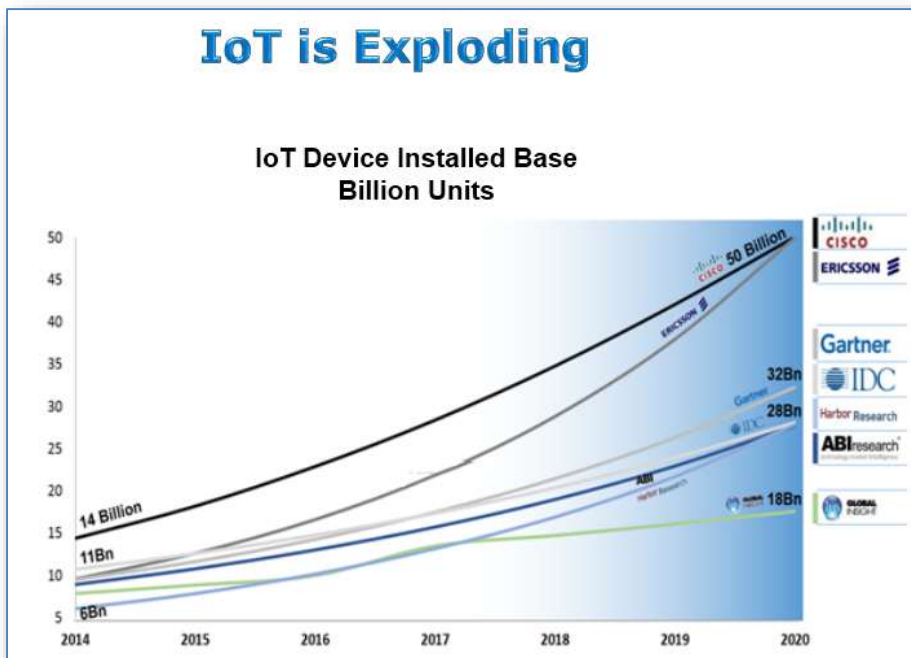 IoT is Exploding
IoT Device Installed Base
Billion Units
50
45
40
35
30
25
20
15
10
5
2014
2015
2016
2017
2018
2019
2020
14 Billion
11Bn
6Bn
CISCO 50 Billion
ERICSSON
Gartner
32Bn
IDC
28Bn
ABI
Harbor Research
GLOBAL INSIGHT 18Bn
CISCO
ERICSSON
Gartner
IDC
Harbor Research
ABIresearch
GLOBAL
INSIGHT